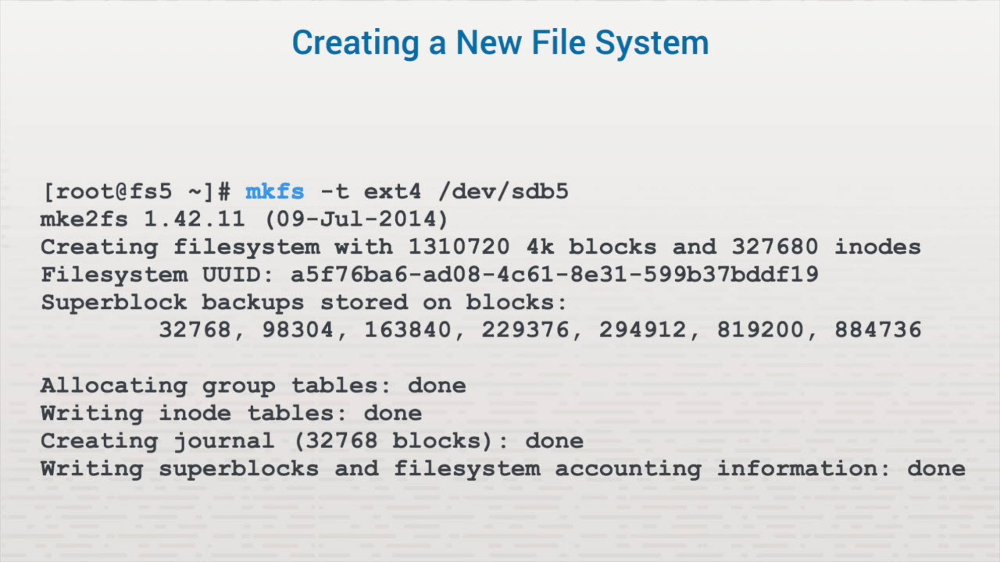 Creating a New File System
[root@fs5 ~]# mkfs -t ext4 /dev/sdb5
mke2fs 1.42.11 (09-Jul-2014)
Creating filesystem with 1310720 4k blocks and 327680 inodes
Filesystem UUID: a5f76ba6-ad08-4c61-8e31-599b37bddf19
Superblock backups stored on blocks:
32768, 98304, 163840, 229376, 294912, 819200, 884736
Allocating group tables: done
Writing inode tables: done
Creating journal (32768 blocks): done
Writing superblocks and filesystem accounting information: done